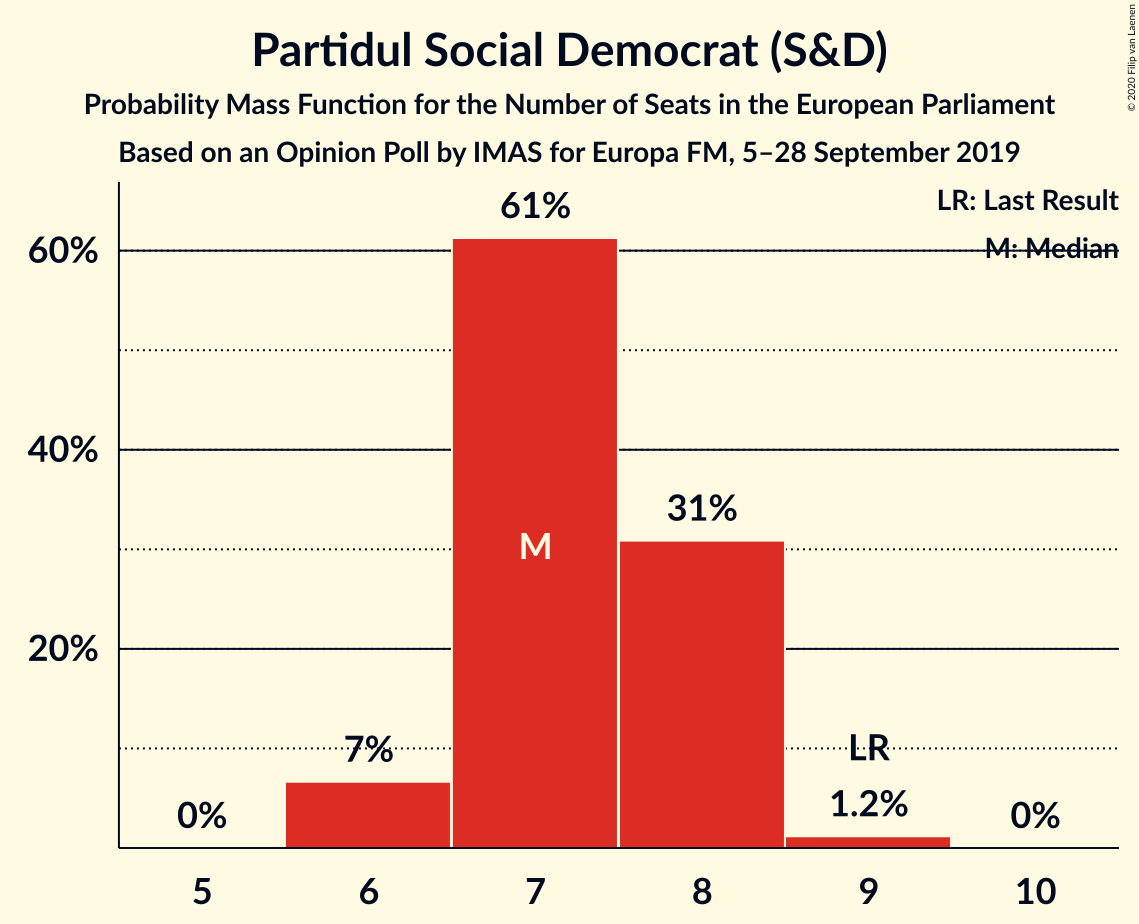 Partidul Social Democrat (S&D)
Probability Mass Function for the Number of Seats in the European Parliament
Based on an Opinion Poll by IMAS for Europa FM, 5–28 September 2019
© 2020 Filip van Laenen
LR: Last Result
M: Median
61%
60%
40%
31%
M
20%
7%
LR
0%
1.2%
0%
5
6
7
8
9
10